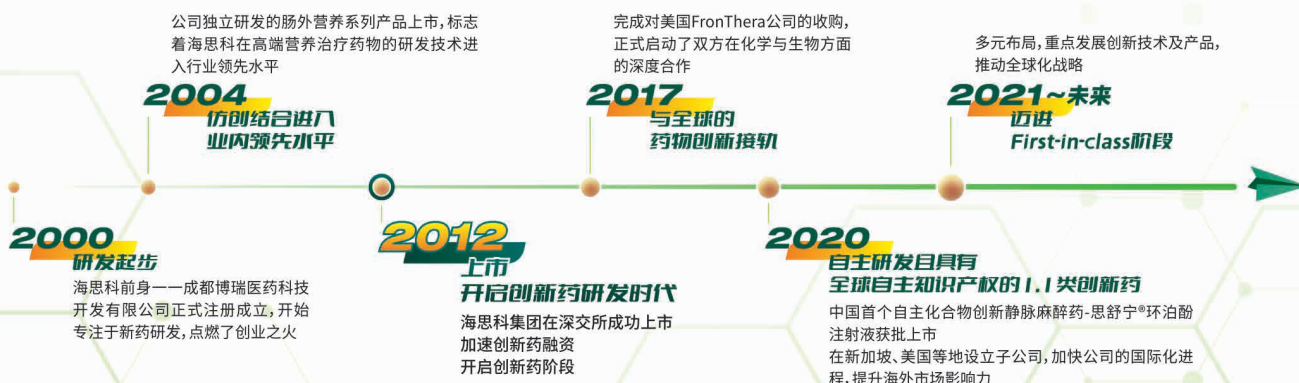 公司独立研发的肠外营养系列产品上市，标志
着海思科在高端营养治疗药物的研发技术进
入行业领先水平
2004
仿创结合进入
业内领先水平
完成对美国FronThera公司的收购，
正式启动了双方在化学与生物方面
的深度合作
2017
与全球的
药物创新接轨
多元布局，重点发展创新技术及产品，
推动全球化战略
2021~未来
迈进
First-in-class阶段
2000
研发起步
海思科前身一一成都博瑞医药科技
开发有限公司正式注册成立，开始
专注于新药研发，点燃了创业之火
2012
上市
开启创新药研发时代
海思科集团在深交所成功上市
加速创新药融资
开启创新药阶段
2020
自主研发且具有
全球自主知识产权的1.1类创新药
中国首个自主化合物创新静脉麻醉药-思舒宁®环泊酚
注射液获批上市
在新加坡、美国等地设立子公司，加快公司的国际化进
程，提升海外市场影响力